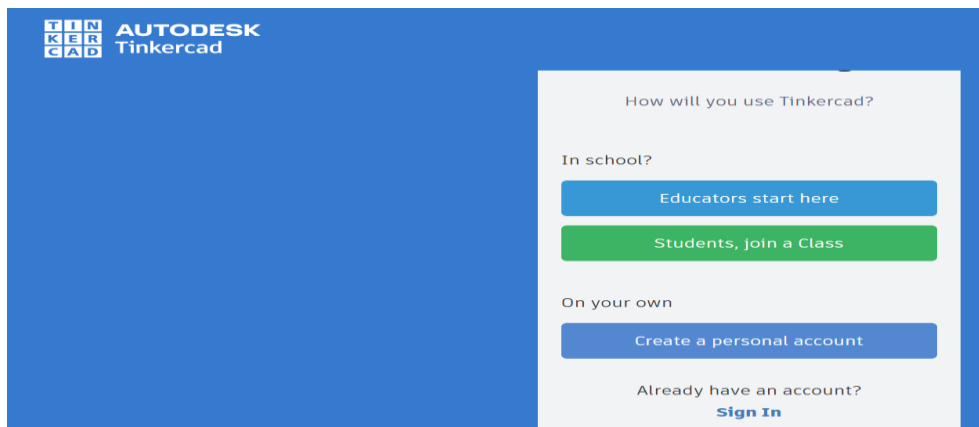 TIN
KER
CAD
AUTODESK
Tinkercad
How will you use Tinkercad?
In school?
Educators start here
Students, join a Class
On your own
Create a personal account
Already have an account?
Sign In